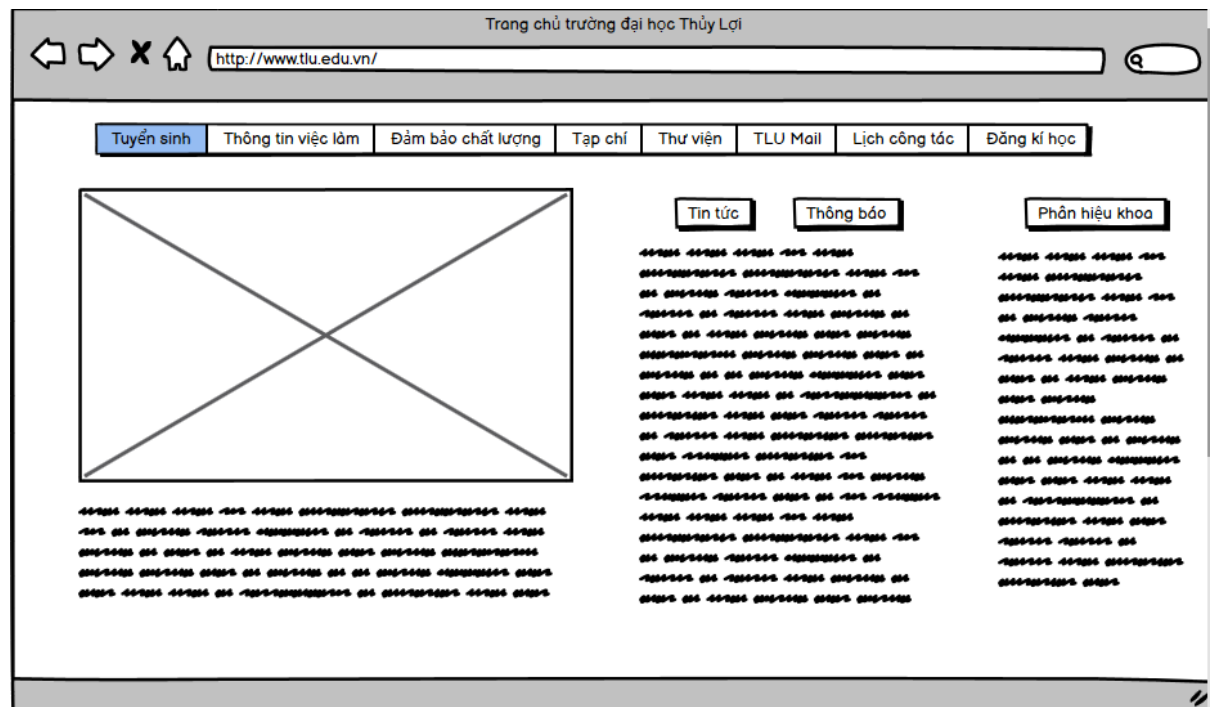 Trang chủ trường đại học Thủy Lợi
http://www.tlu.edu.vn/
Tuyển sinh Thông tin việc làm Đảm bảo chất lượng Tạp chí Thư viện TLU Mail Lịch công tác Đăng kí học
Tin tức Thông báo Phân hiệu khoa